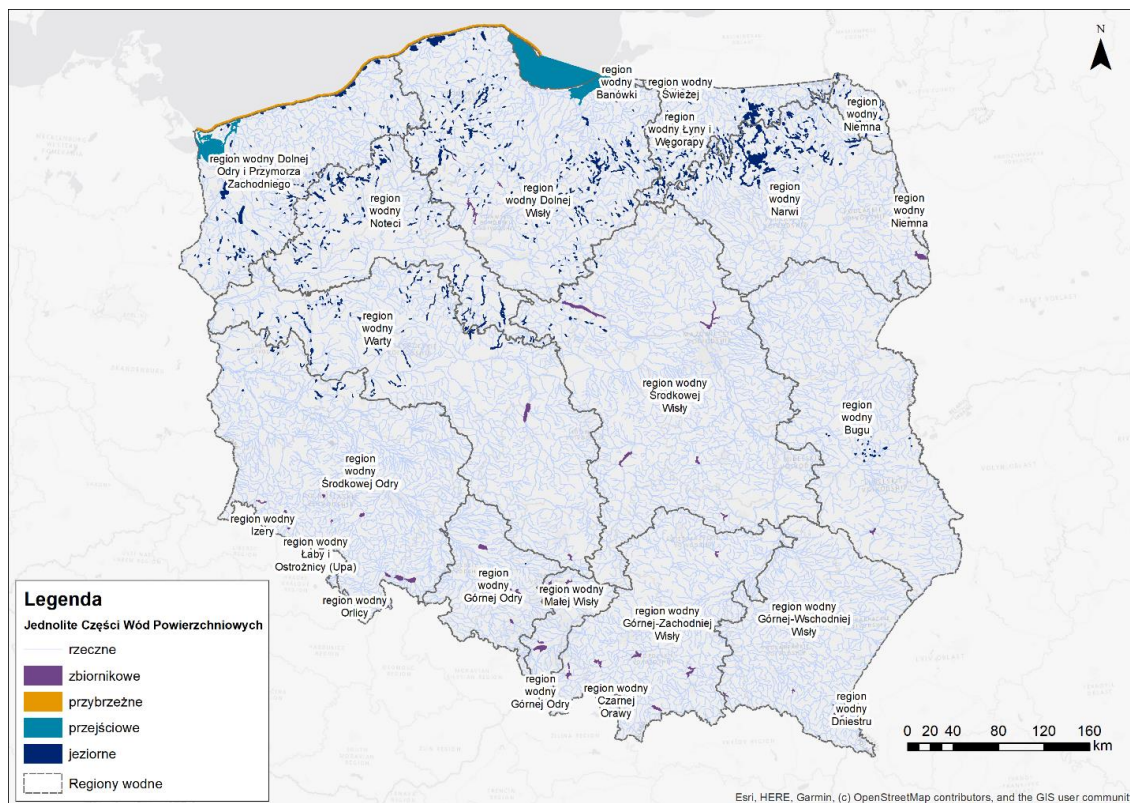 N
region
wodny
Banówki
region wodny
Świeżej
region
wodny Łyny i
Węgorapy
region
wodny
Niemna
region wodny Dolnej
Odry i Przymorza
Zachodniego
region
wodny
Noteci
region
wodny Dolnej
Wisły
region
wodny
Narwi
region
wodny
Niemna
region
wodny
Warty
region wodny
Środkowej
Wisły
region
wodny
Bugu
region
wodny
Środkowej Odry
region wodny
Izery
region wodny
Łaby i
Ostrożnicy (Upa)
region wodny
Orlicy
region
wodny
Górnej Odry
region wodny
Małej Wisły
region wodny
Górnej-Zachodniej
Wisły
region wodny
Górnej-Wschodniej
Wisły
region
wodny
Górnej Odry
region wodny
Czarnej
Orawy
region
wodny
Dniestru
Legenda
Jednolite Części Wód Powierzchniowych
rzeczne
zbiornikowe
przybrzeżne
przejściowe
jeziorne
Regiony wodne
0 20 40 80 120 160
km
Esri, HERE, Garmin, (c) OpenStreetMap contributors, and the GIS user communit